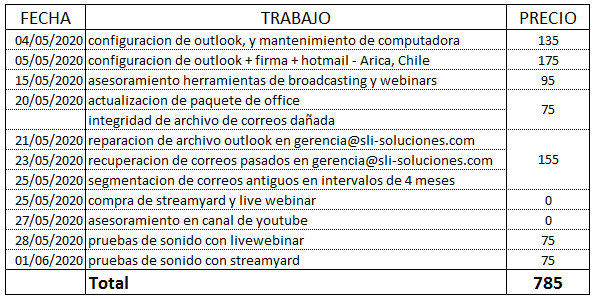 FECHA TRABAJO PRECIO
04/05/2020 configuracion de outlook, y mantenimiento de computadora 135
05/05/2020 configuracion de outlook + firma + hotmail - Arica, Chile 175
15/05/2020 asesoramiento herramientas de broadcasting y webinars 95
20/05/2020 actualizacion de paquete de office 75
integridad de archivo de correos dañada
21/05/2020 reparacion de archivo outlook en gerencia@sli-soluciones.com
23/05/2020 recuperacion de correos pasados en gerencia@sli-soluciones.com 155
25/05/2020 segmentacion de correos antiguos en intervalos de 4 meses
25/05/2020 compra de streamyard y live webinar 0
27/05/2020 asesoramiento en canal de youtube 0
28/05/2020 pruebas de sonido con livewebinar 75
01/06/2020 pruebas de sonido con streamyard 75
Total 785